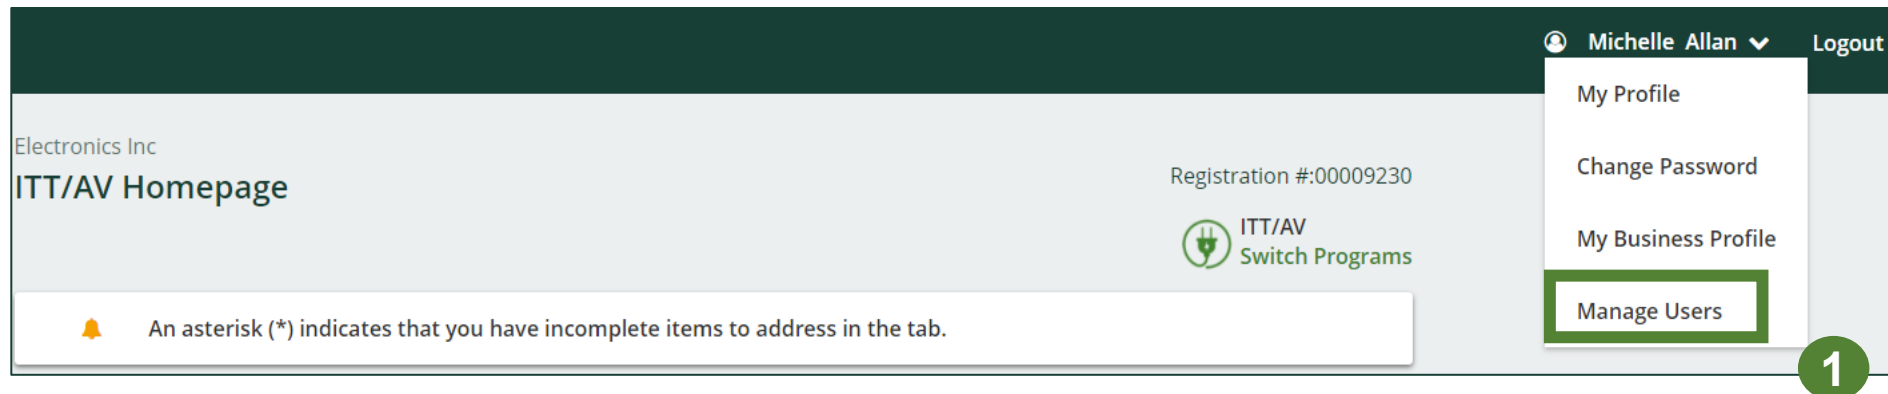 Michelle Allan
Logout
My Profile
Change Password
My Business Profile
Manage Users
Electronics Inc
ITT/AV Homepage
Registration #:00009230
ITT/AV
Switch Programs
An asterisk (*) indicates that you have incomplete items to address in the tab.
1